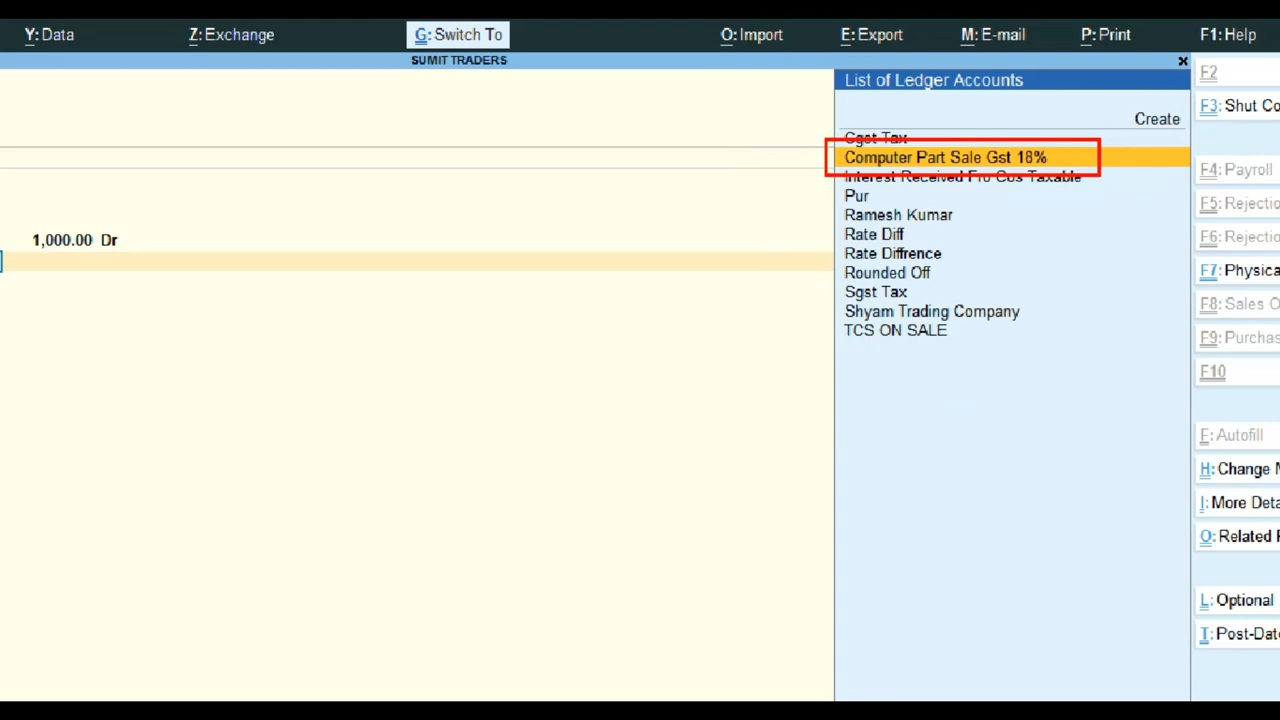 Y: Data Z: Exchange G: Switch To O: Import E: Export M: E-mail P: Print F1: Help
SUMIT TRADERS
List of Ledger Accounts
Create
Cgst Tax
Computer Part Sale Gst 18%
Interest Received Fro Cus Taxable
Pur
Ramesh Kumar
Rate Diff
Rate Diffrence
Rounded Off
Sgst Tax
Shyam Trading Company
TCS ON SALE
1,000.00 Dr
F2
F3: Shut Co
F4: Payroll
F5: Rejectio
F6: Rejectio
F7: Physica
F8: Sales O
F9: Purchas
F10
F: Autofill
H: Change M
I: More Deta
O: Related R
L: Optional
T: Post-Date